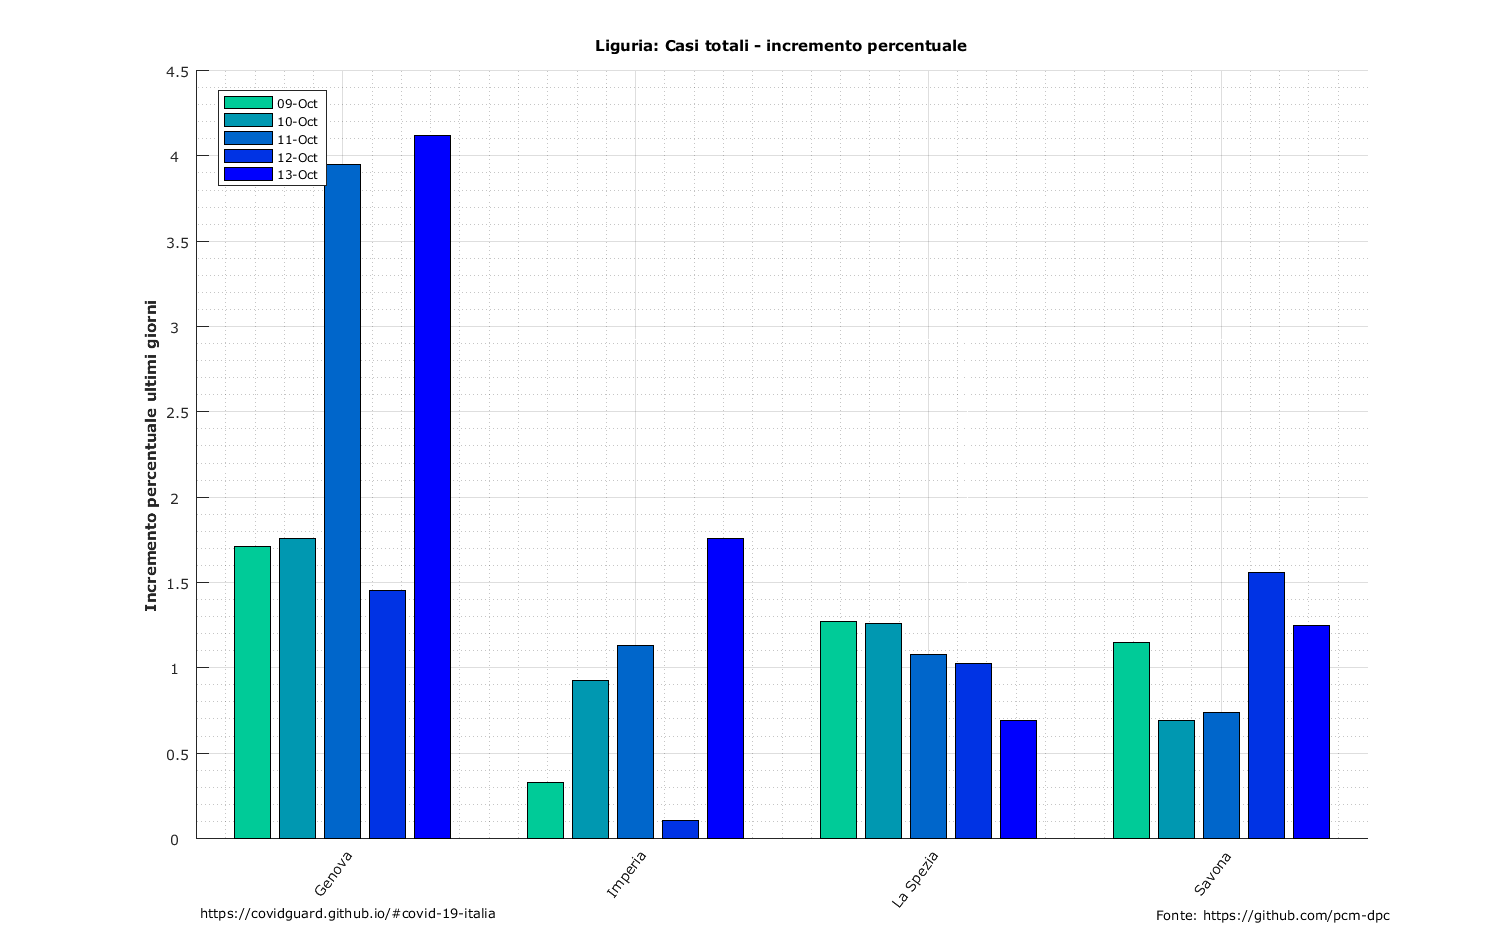 Liguria: Casi totali - incremento percentuale
Incremento percentuale ultimi giorni
4.5
4
3.5
3
2.5
2
1.5
1
0.5
0
09-Oct
10-Oct
11-Oct
12-Oct
13-Oct
Genova
Imperia
La Spezia
Savona
https://covidguard.github.io/#covid-19-italia
Fonte: https://github.com/pcm-dpc